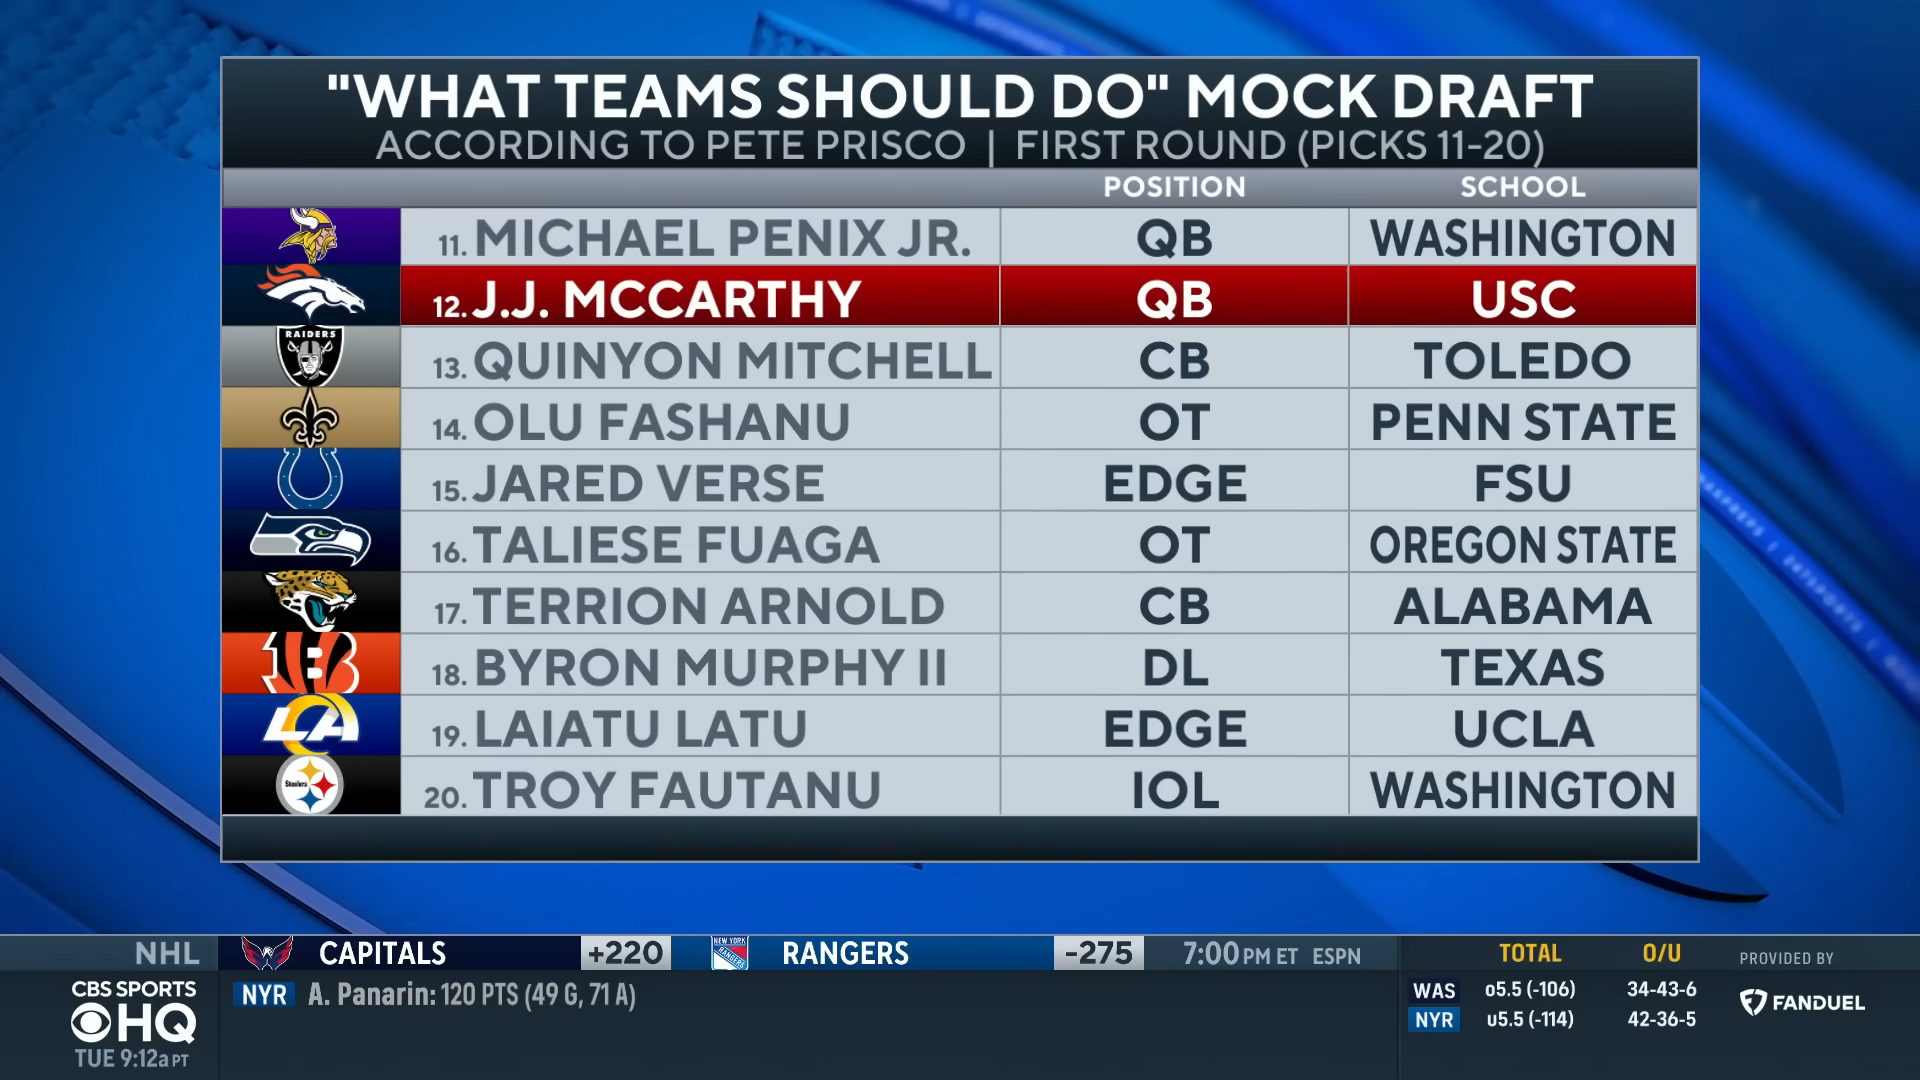 "WHAT TEAMS SHOULD DO" MOCK DRAFT
ACCORDING TO PETE PRISCO | FIRST ROUND (PICKS 11-20)
POSITION SCHOOL
11. MICHAEL PENIX JR. QB WASHINGTON
12. J.J. MCCARTHY QB USC
RAIDERS
13. QUINYON MITCHELL CB TOLEDO
14. OLU FASHANU OT PENN STATE
15. JARED VERSE EDGE FSU
16. TALIESE FUAGA OT OREGON STATE
17. TERRION ARNOLD CB ALABAMA
B 18. BYRON MURPHY II DL TEXAS
LA 19. LAIATU LATU EDGE UCLA
Steelers 20. TROY FAUTANU IOL WASHINGTON
NHL CAPITALS +220 NEW YORK RANGERS RANGERS -275 7:00PM ET ESPN
NYR A. Panarin: 120 PTS (49 G, 71 A)
TOTAL O/U
WAS o5.5 (-106) 34-43-6
NYR u5.5 (-114) 42-36-5
PROVIDED BY
FANDUEL
CBS SPORTS
HQ
TUE 9:12a PT